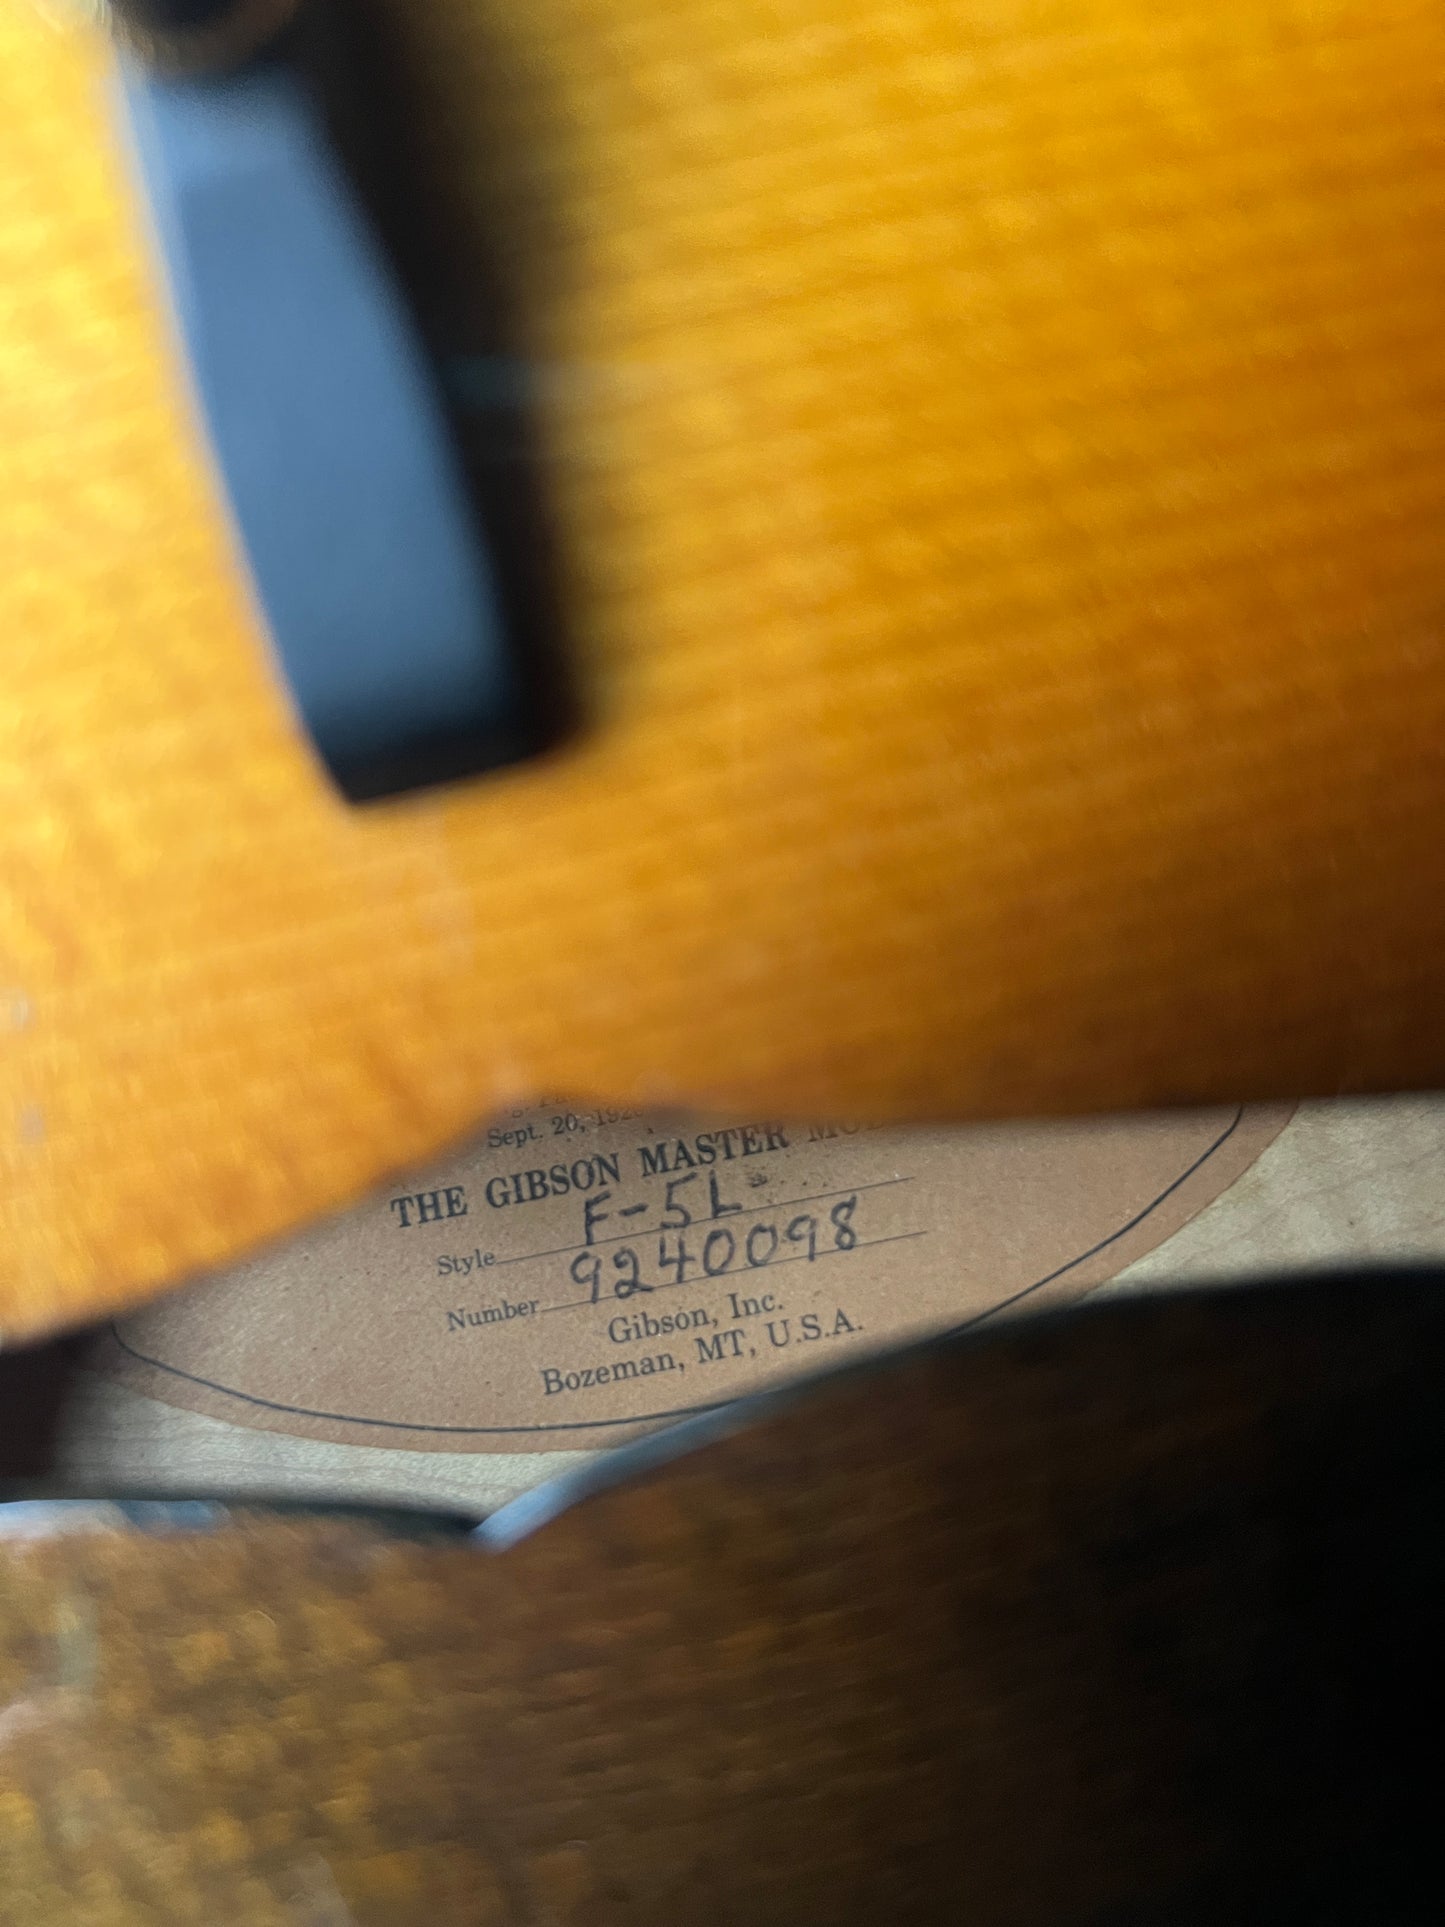 Sept. 20, 192
THE GIBSON MASTER
Style F-5L
Number 9240098
Gibson, Inc.
Bozeman, MT, U.S.A.